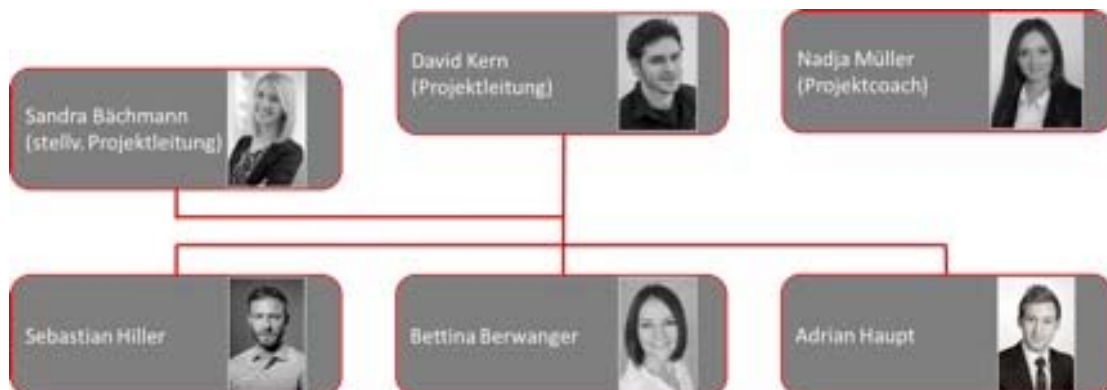 David Kern
(Projektleitung)
Nadja Müller
(Projektcoach)
Sandra Bächmann
(stellv. Projektleitung)
Sebastian Hiller
Bettina Berwanger
Adrian Haupt